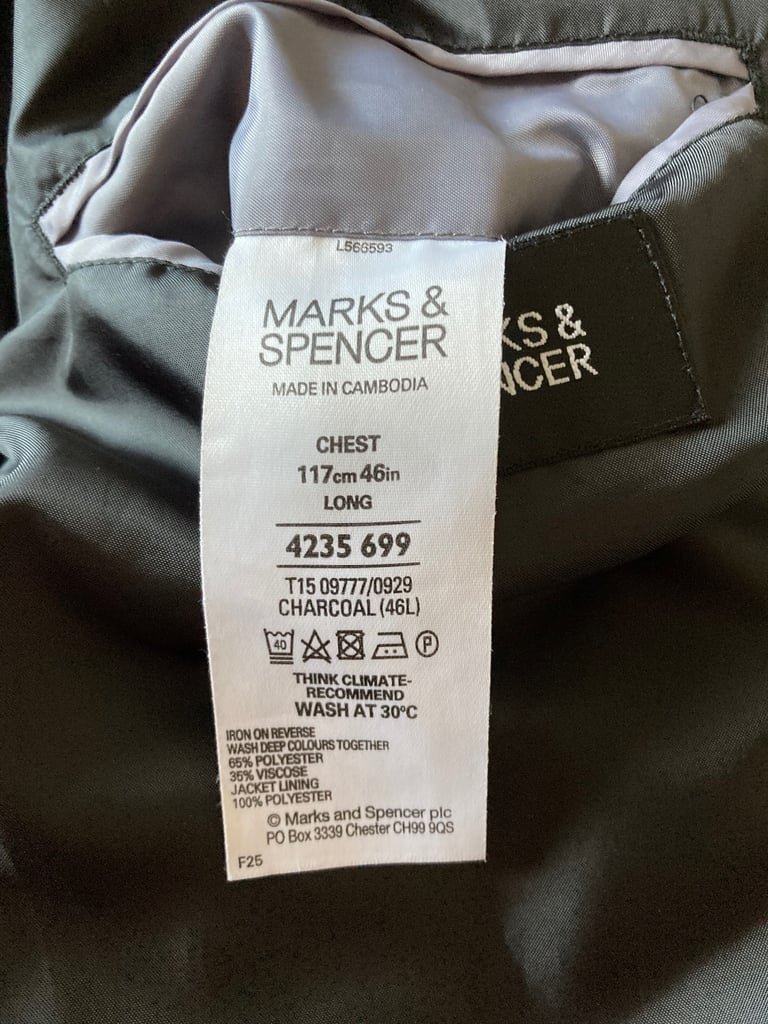 L566593
MARKS &
SPENCER
MADE IN CAMBODIA
CHEST
117cm 46in
LONG
4235 699
T15 09777/0929
CHARCOAL (46L)
40 P
THINK CLIMATE-
RECOMMEND
WASH AT 30ºC
IRON ON REVERSE
WASH DEEP COLOURS TOGETHER
65% POLYESTER
35% VISCOSE
JACKET LINING
100% POLYESTER
© Marks and Spencer plc
PO Box 3339 Chester CH99 9QS
F25
KS &
NCER